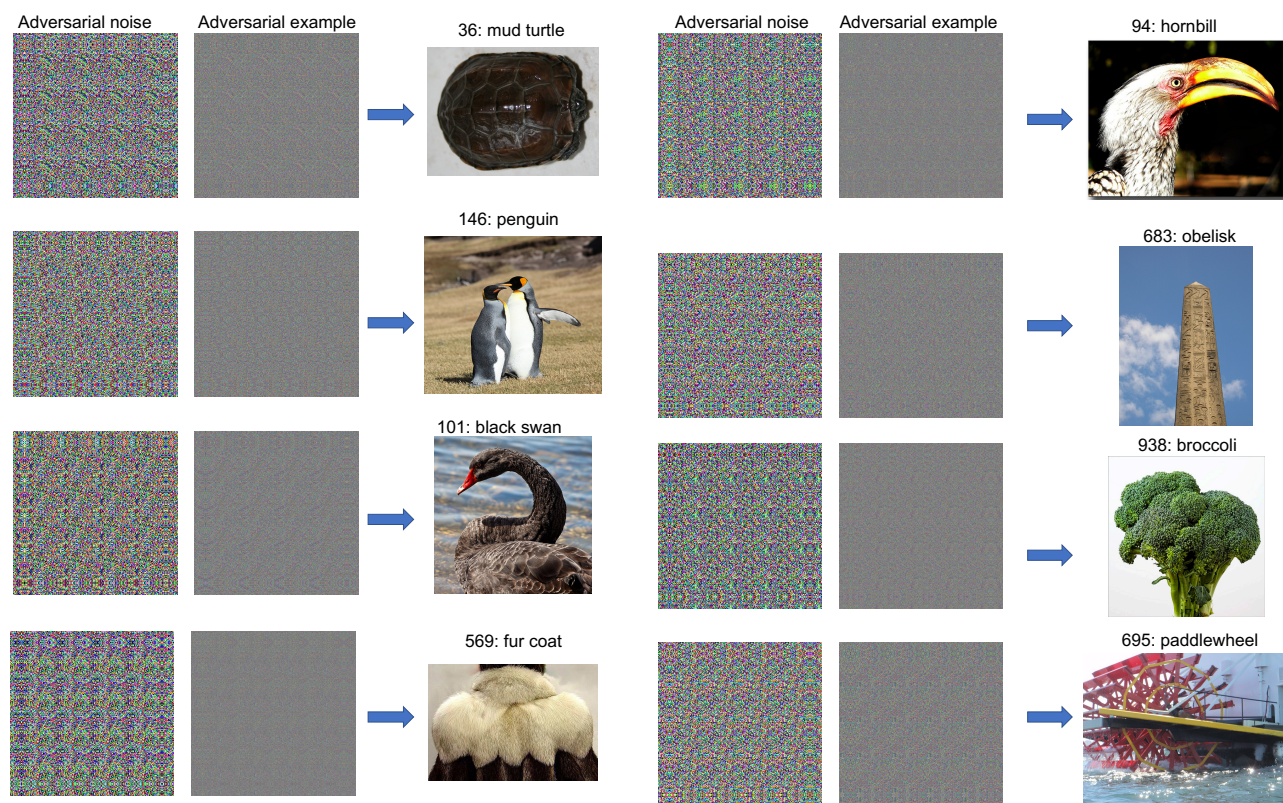 Adversarial noise Adversarial example
36: mud turtle
146: penguin
101: black swan
569: fur coat
Adversarial noise Adversarial example
94: hornbill
683: obelisk
938: broccoli
695: paddlewheel